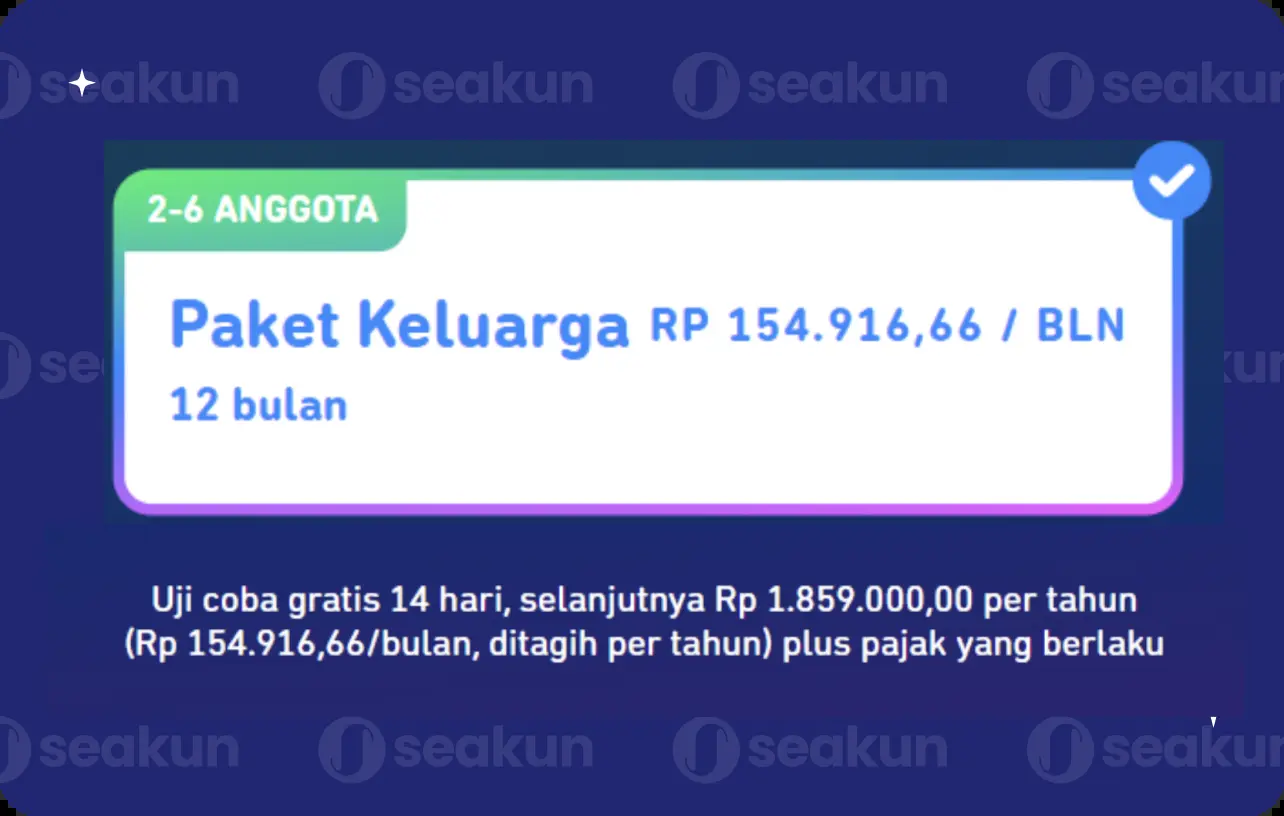 seakun seakun seakun seakun
2-6 ANGGOTA
Paket Keluarga RP 154.916,66 / BLN
12 bulan
Uji coba gratis 14 hari, selanjutnya Rp 1.859.000,00 per tahun
(Rp 154.916,66/bulan, ditagih per tahun) plus pajak yang berlaku
seakun seakun seakun seakun